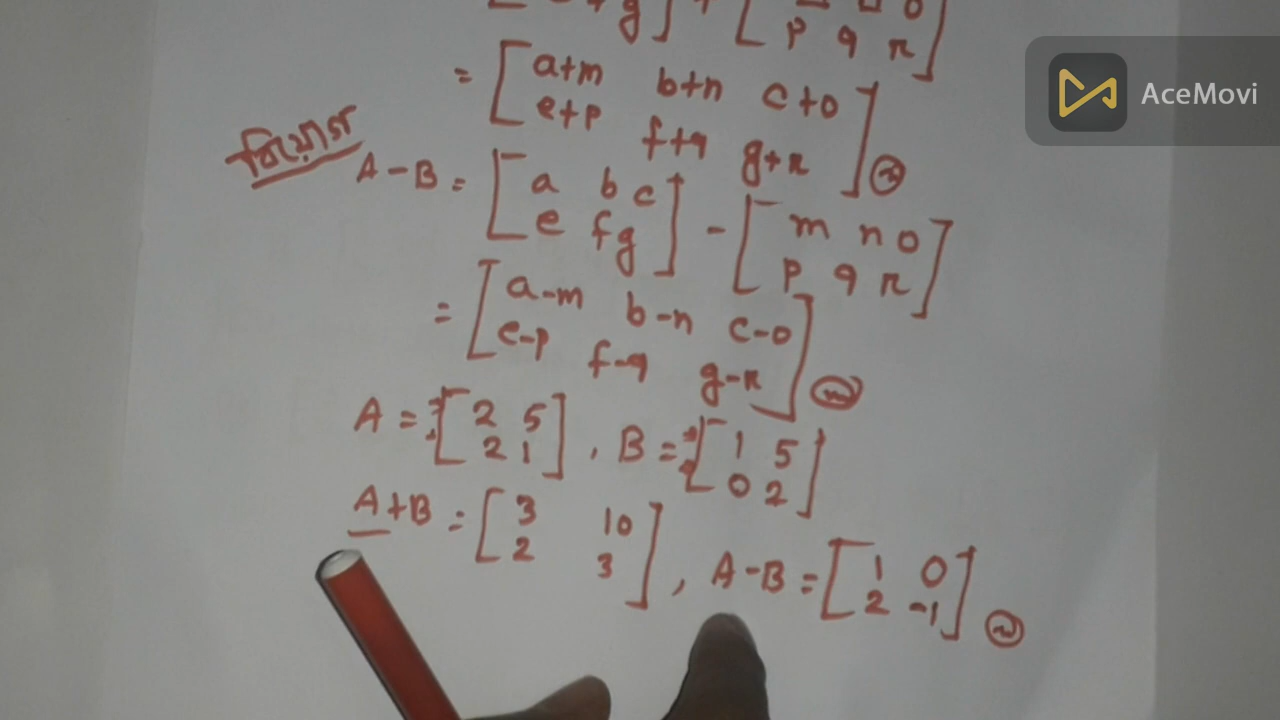 g] + [
p q r]
= [a+m b+n c+o
e+p f+q g+r]
বিয়োগ
A-B = [a b c
e f g] - [m n o
p q r]
= [a-m b-n c-o
e-p f-q g-r]
A = [2 5
2 1], B = [1 5
0 2]
A+B = [3 10
2 3], A-B = [1 0
2 -1]
AceMovi